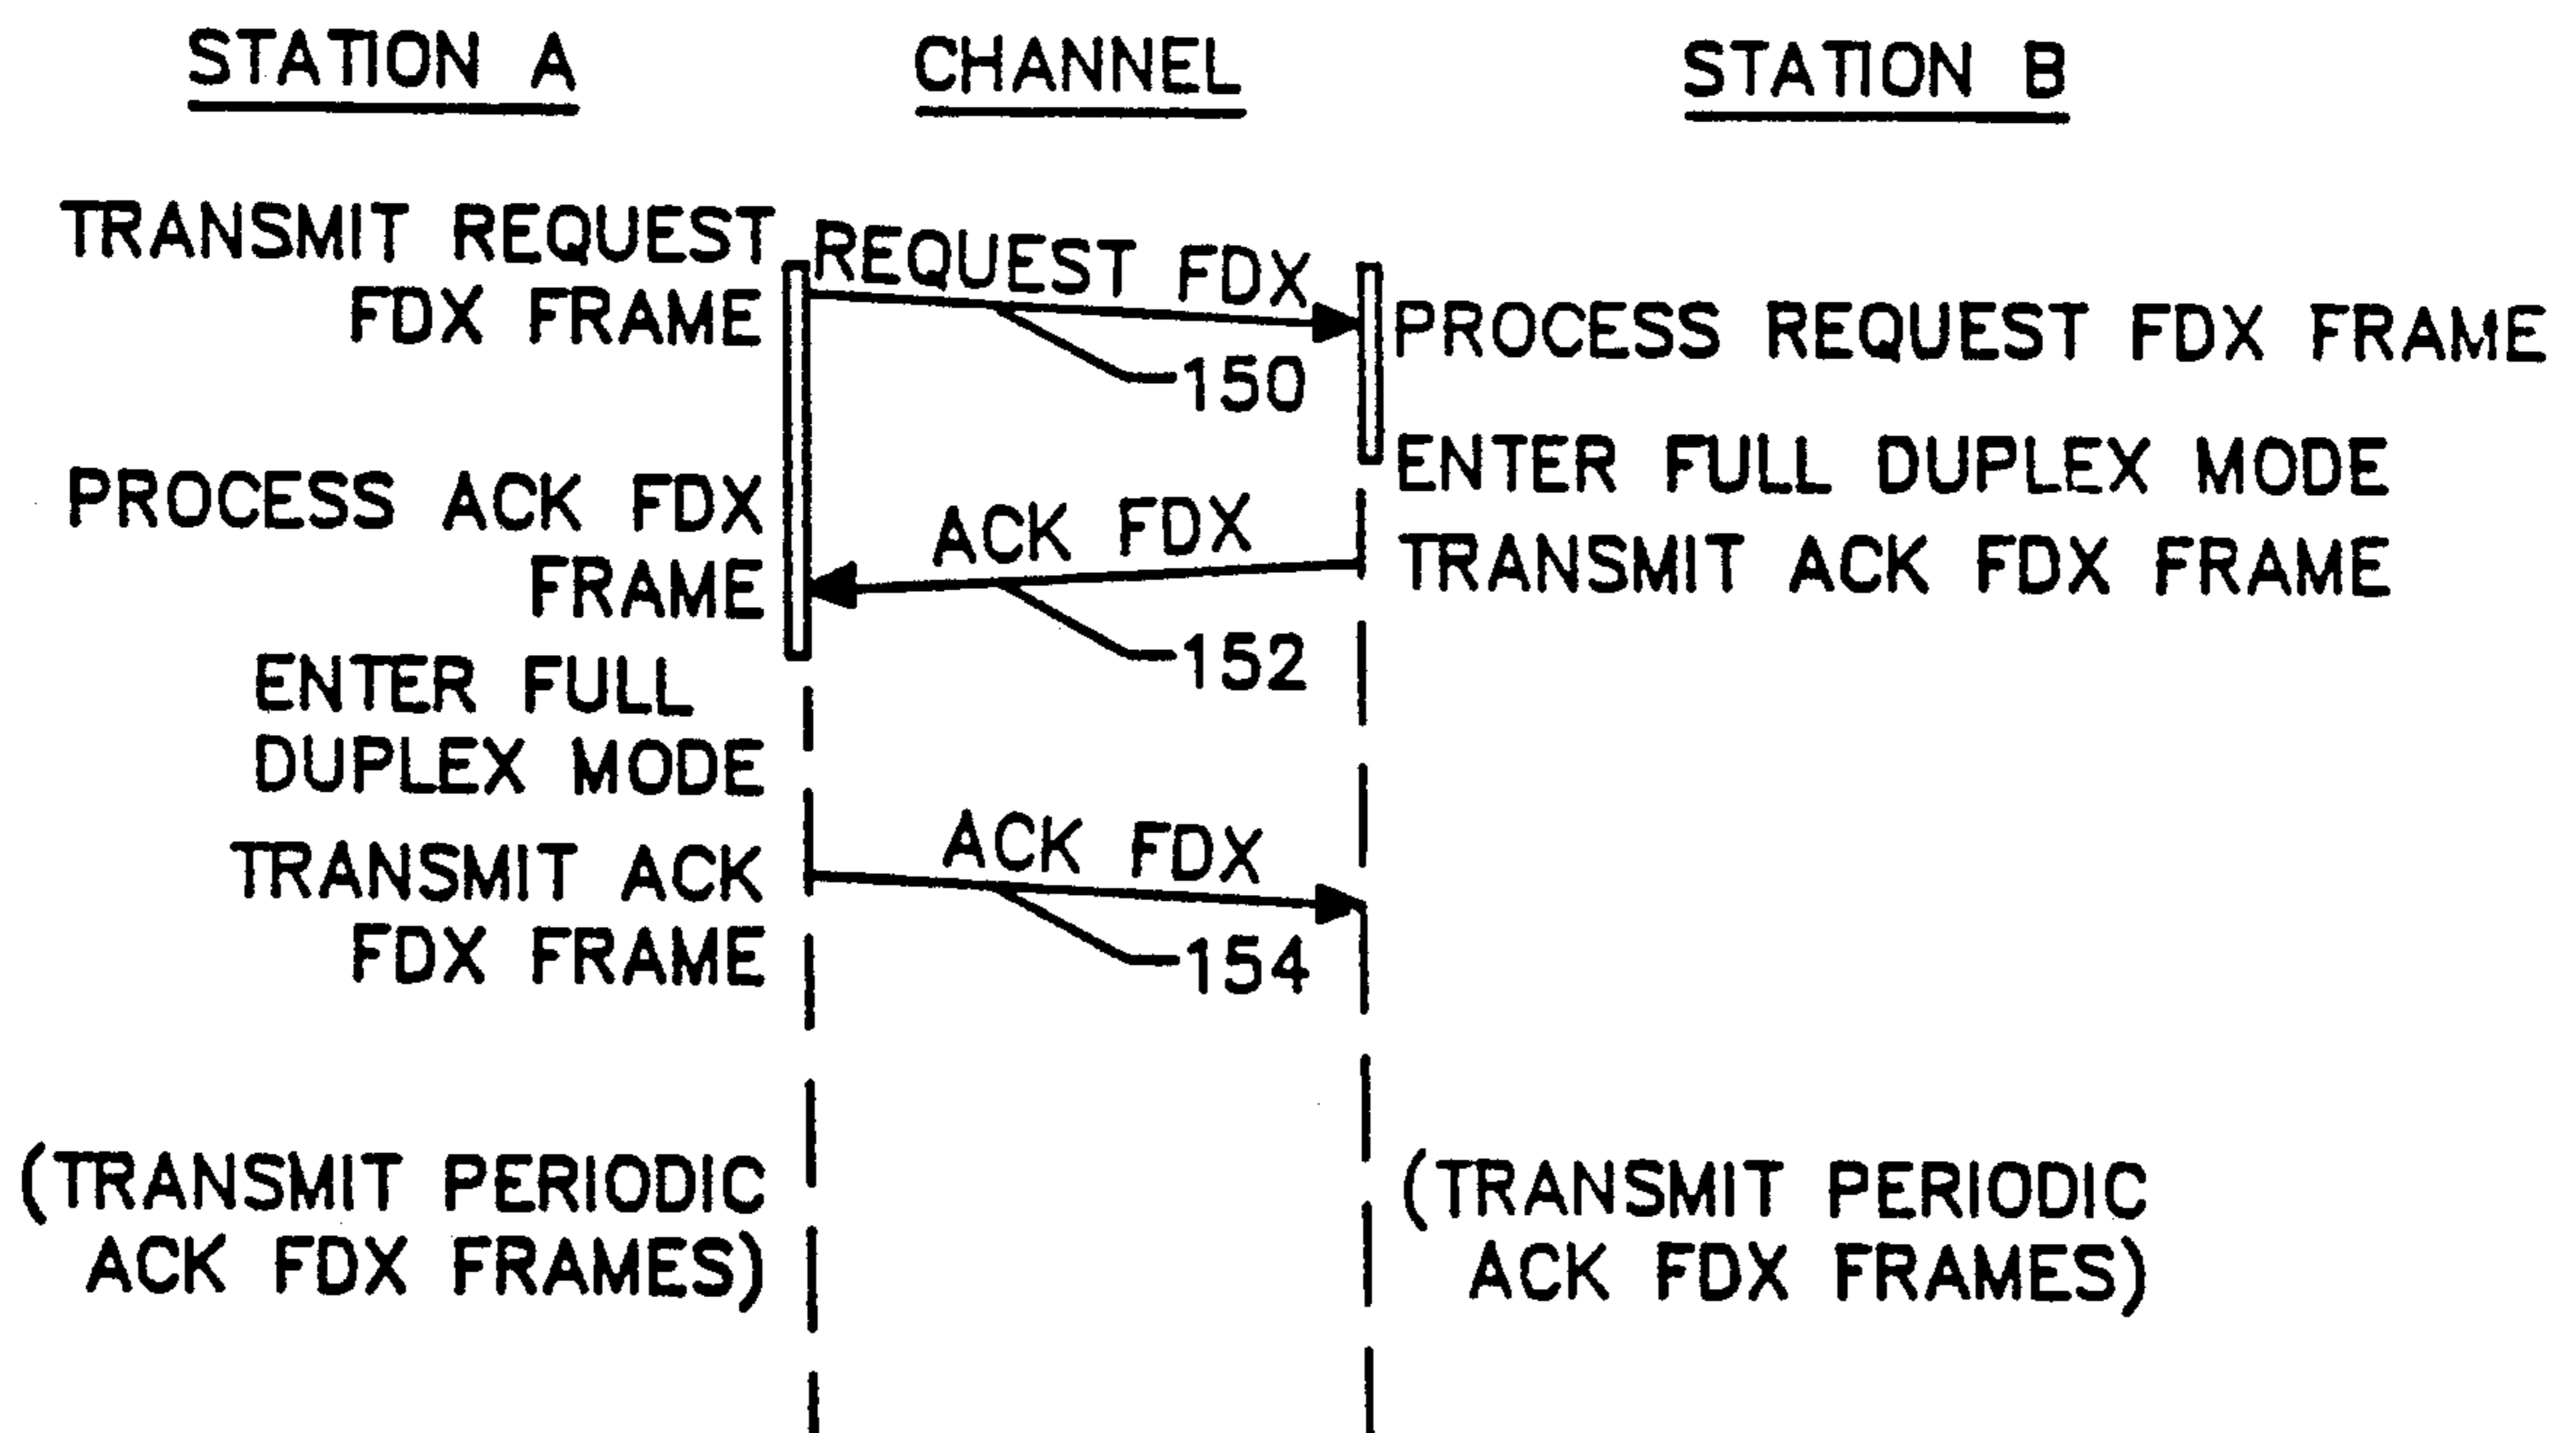 STATION A
CHANNEL
STATION B
TRANSMIT REQUEST
FDX FRAME
REQUEST FDX
150
PROCESS REQUEST FDX FRAME
ENTER FULL DUPLEX MODE
PROCESS ACK FDX
FRAME
ACK FDX
152
TRANSMIT ACK FDX FRAME
ENTER FULL
DUPLEX MODE
TRANSMIT ACK
FDX FRAME
ACK FDX
154
(TRANSMIT PERIODIC
ACK FDX FRAMES)
(TRANSMIT PERIODIC
ACK FDX FRAMES)